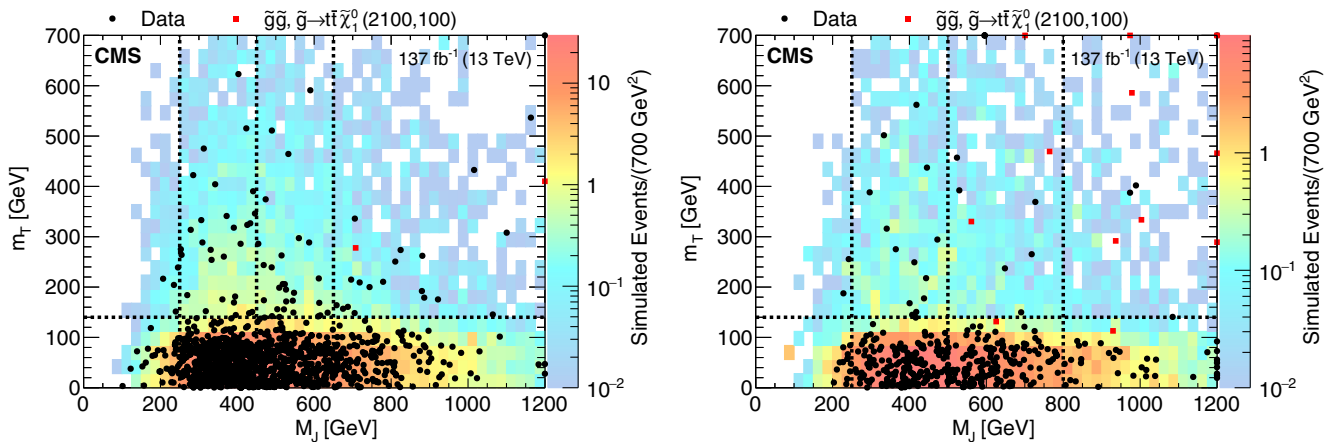 Data g̃g̃, g̃→tt̄χ̃₁⁰ (2100,100)
CMS
137 fb⁻¹ (13 TeV)
m_T [GeV]
700
600
500
400
300
200
100
0
0 200 400 600 800 1000 1200
M_J [GeV]
10
1
10⁻¹
10⁻²
Simulated Events/(700 GeV²)
Data g̃g̃, g̃→tt̄χ̃₁⁰ (2100,100)
CMS
137 fb⁻¹ (13 TeV)
m_T [GeV]
700
600
500
400
300
200
100
0
0 200 400 600 800 1000 1200
M_J [GeV]
1
10⁻¹
10⁻²
Simulated Events/(700 GeV²)